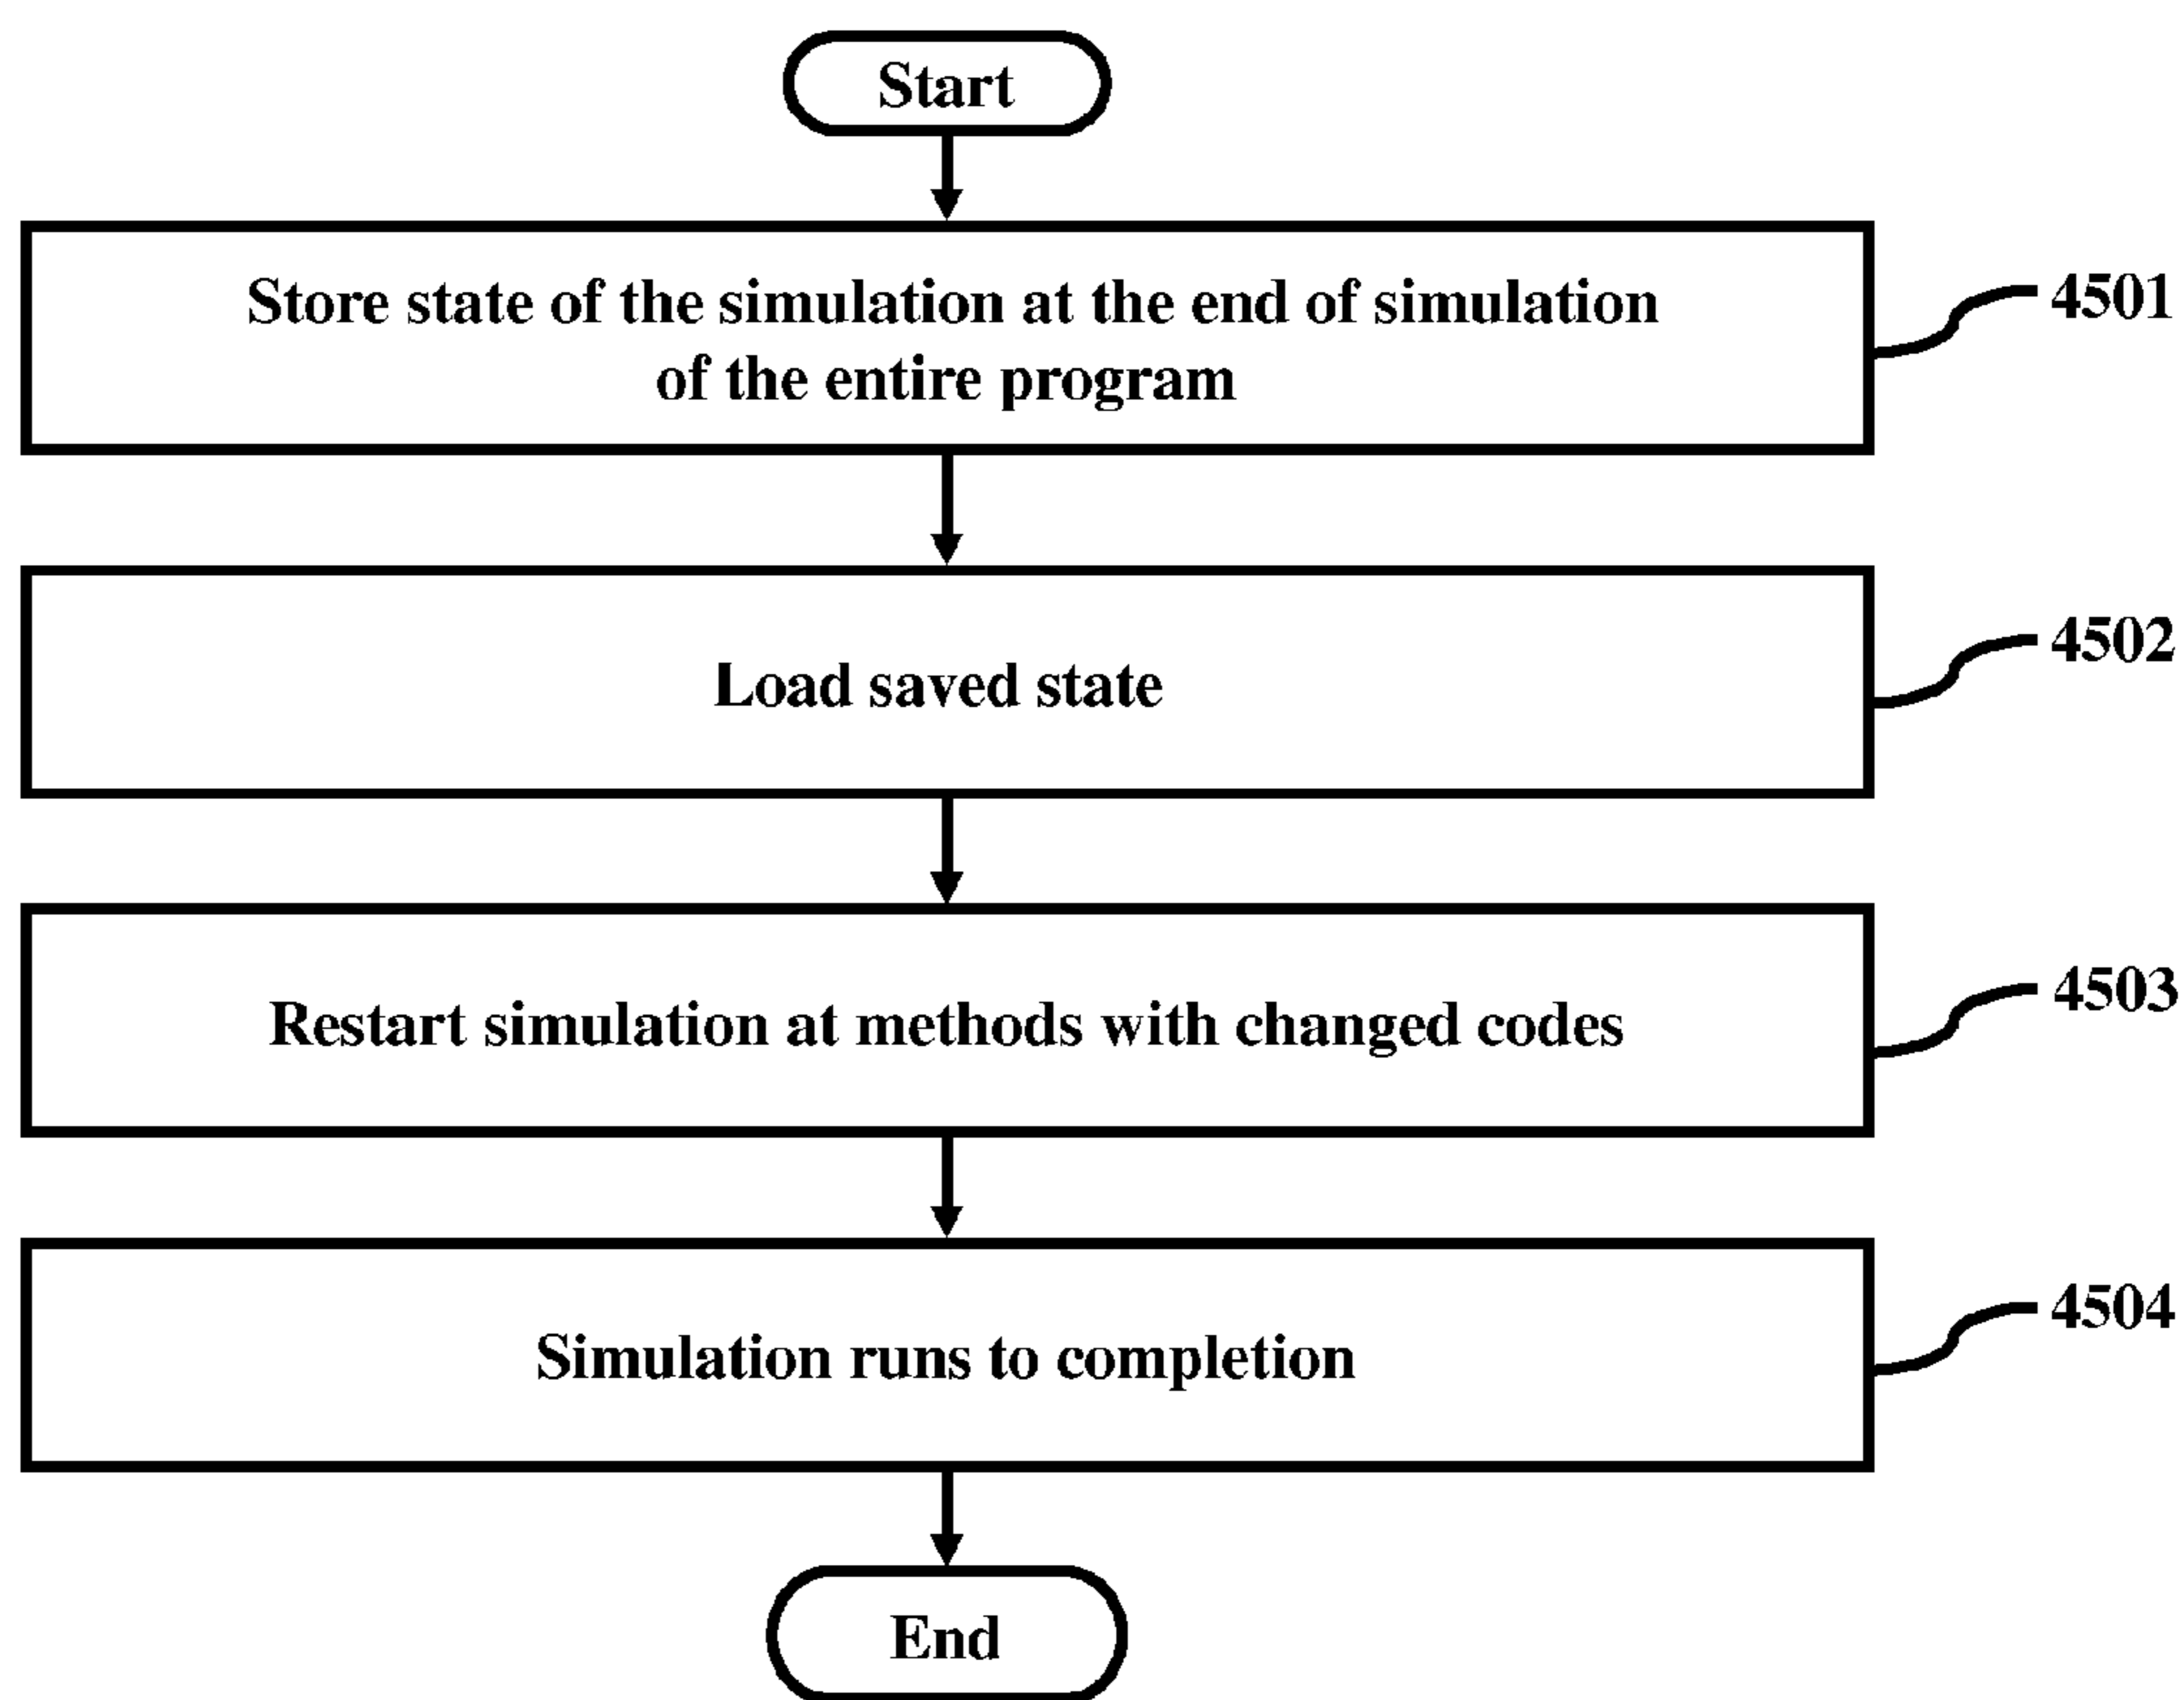 Start
Store state of the simulation at the end of simulation
of the entire program
4501
Load saved state
4502
Restart simulation at methods with changed codes
4503
Simulation runs to completion
4504
End